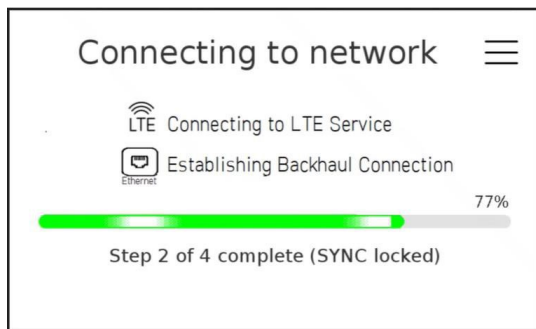 Connecting to network
LTE Connecting to LTE Service
Ethernet Establishing Backhaul Connection
77%
Step 2 of 4 complete (SYNC locked)